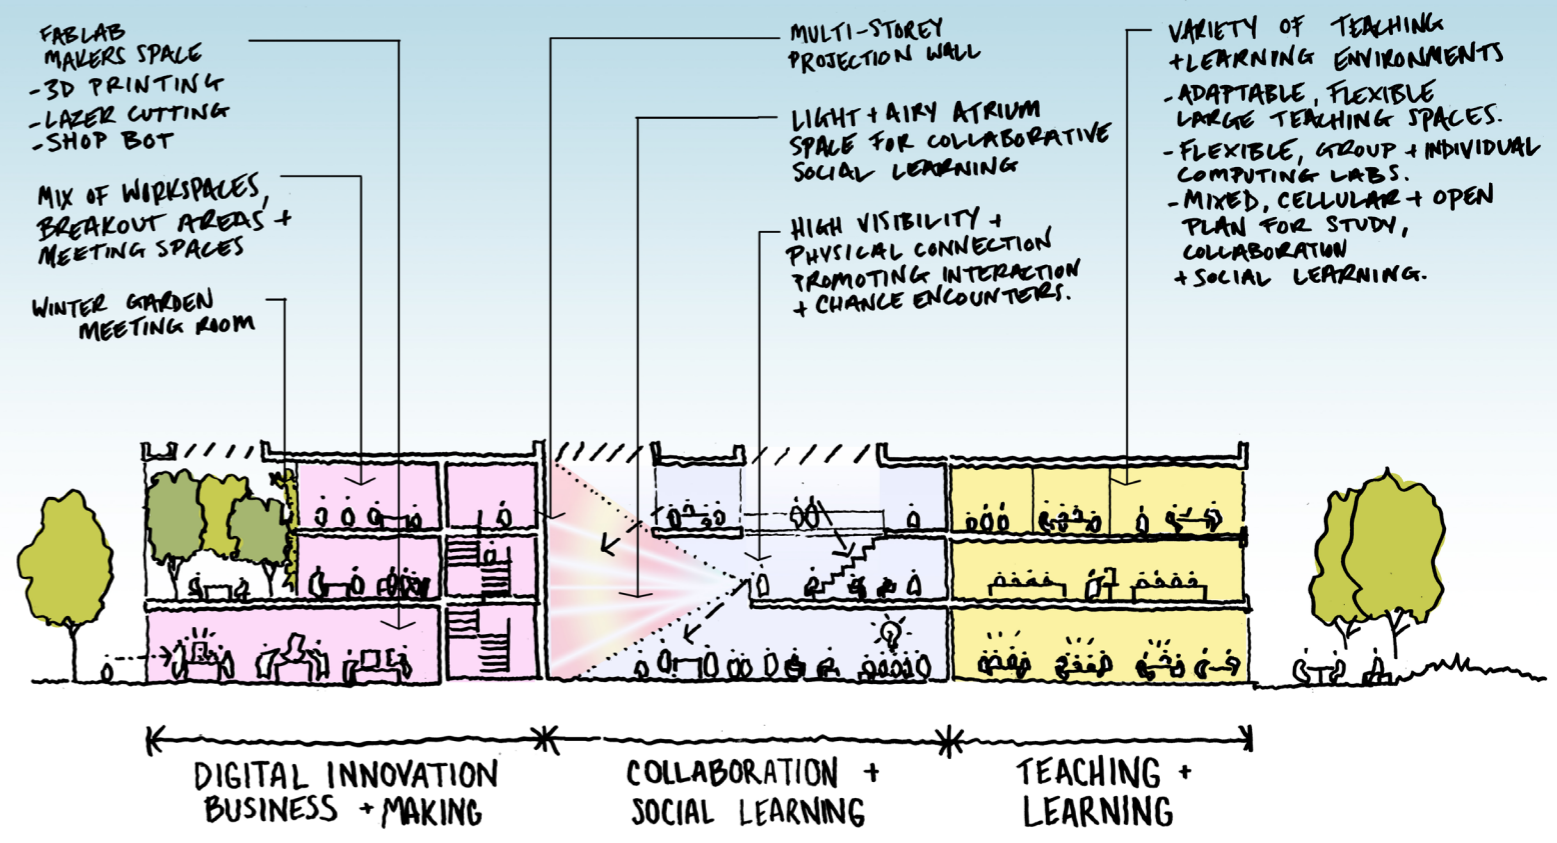 FABLAB
MAKERS SPACE
-3D PRINTING
-LAZER CUTTING
-SHOP BOT
MIX OF WORKSPACES,
BREAKOUT AREAS +
MEETING SPACES
WINTER GARDEN
MEETING ROOM
MULTI-STOREY
PROJECTION WALL
LIGHT + AIRY ATRIUM
SPACE FOR COLLABORATIVE
SOCIAL LEARNING
HIGH VISIBILITY +
PHYSICAL CONNECTION
PROMOTING INTERACTION
+ CHANCE ENCOUNTERS.
VARIETY OF TEACHING
+LEARNING ENVIRONMENTS
-ADAPTABLE, FLEXIBLE
LARGE TEACHING SPACES.
-FLEXIBLE, GROUP + INDIVIDUAL
COMPUTING LABS.
-MIXED, CELLULAR + OPEN
PLAN FOR STUDY,
COLLABORATION
+ SOCIAL LEARNING.
DIGITAL INNOVATION
BUSINESS + MAKING
COLLABORATION +
SOCIAL LEARNING
TEACHING +
LEARNING